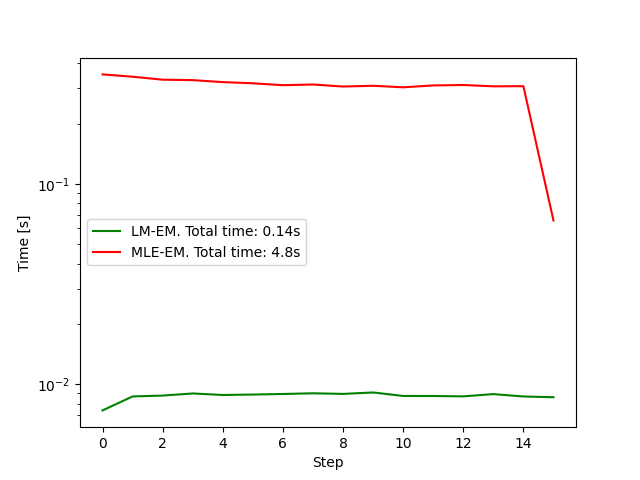 10⁻¹
10⁻²
Time [s]
LM-EM. Total time: 0.14s
MLE-EM. Total time: 4.8s
0 2 4 6 8 10 12 14
Step